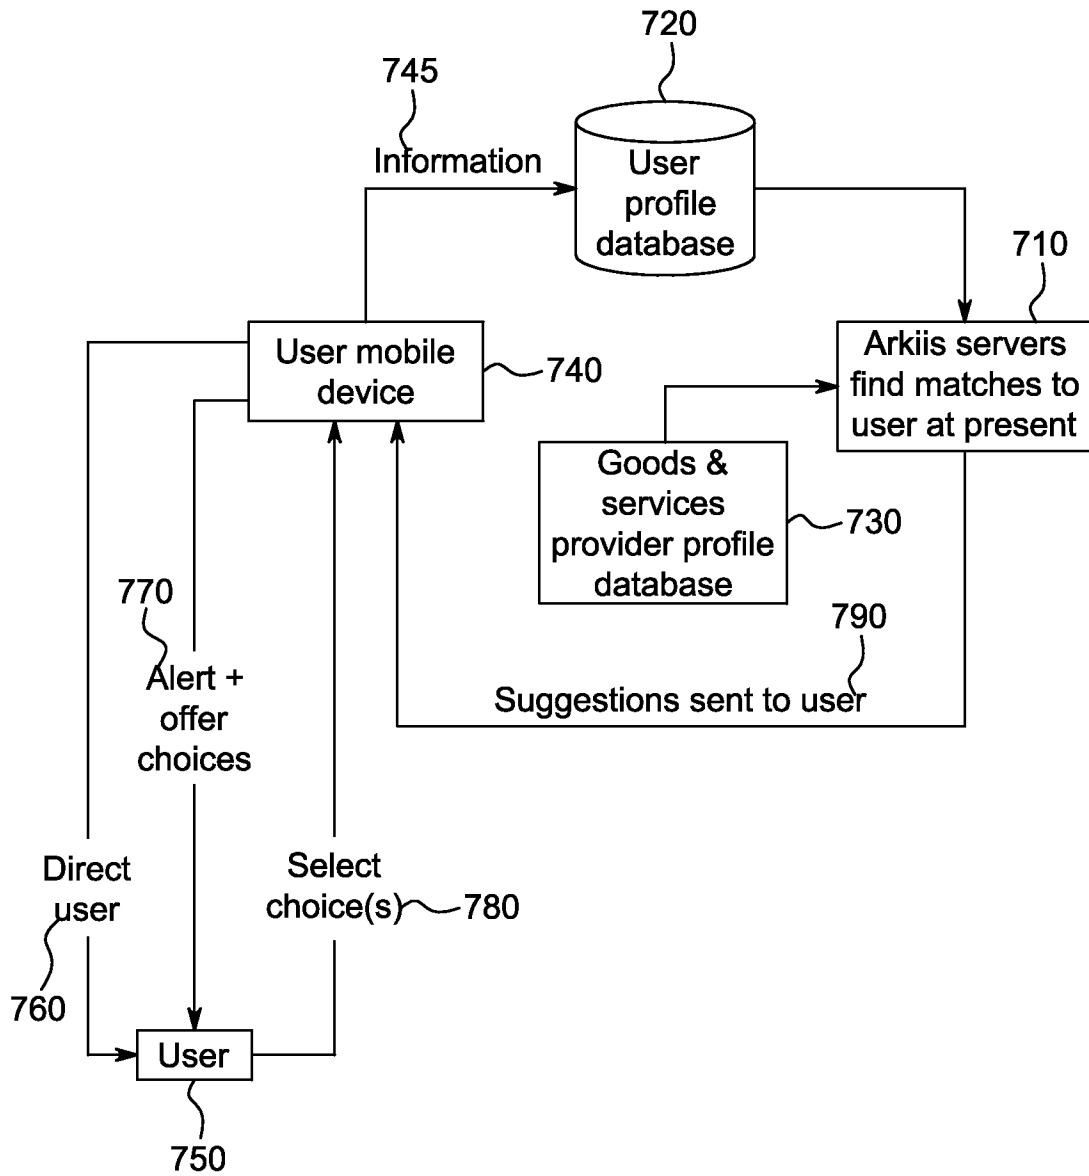 720
745
Information
User
profile
database
710
User mobile
device
740
Arkiis servers
find matches to
user at present
Goods &
services
provider profile
database
730
770
790
Alert +
offer
choices
Suggestions sent to user
Direct
user
Select
choice(s)
780
760
User
750